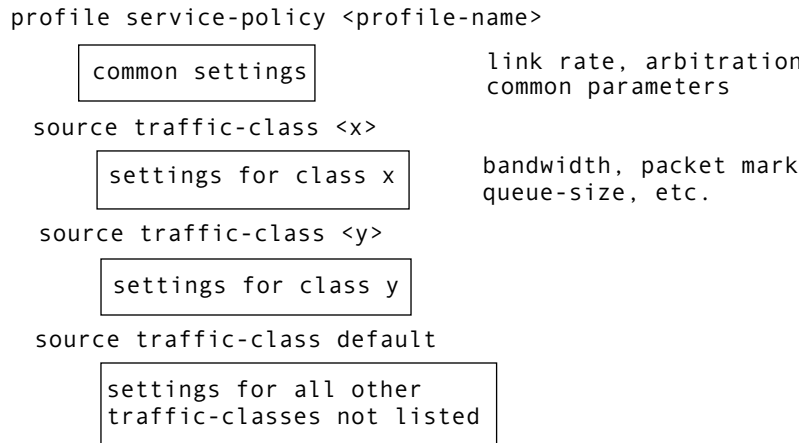 profile service-policy <profile-name>
common settings
link rate, arbitration
common parameters
source traffic-class <x>
settings for class x
bandwidth, packet mark
queue-size, etc.
source traffic-class <y>
settings for class y
source traffic-class default
settings for all other
traffic-classes not listed